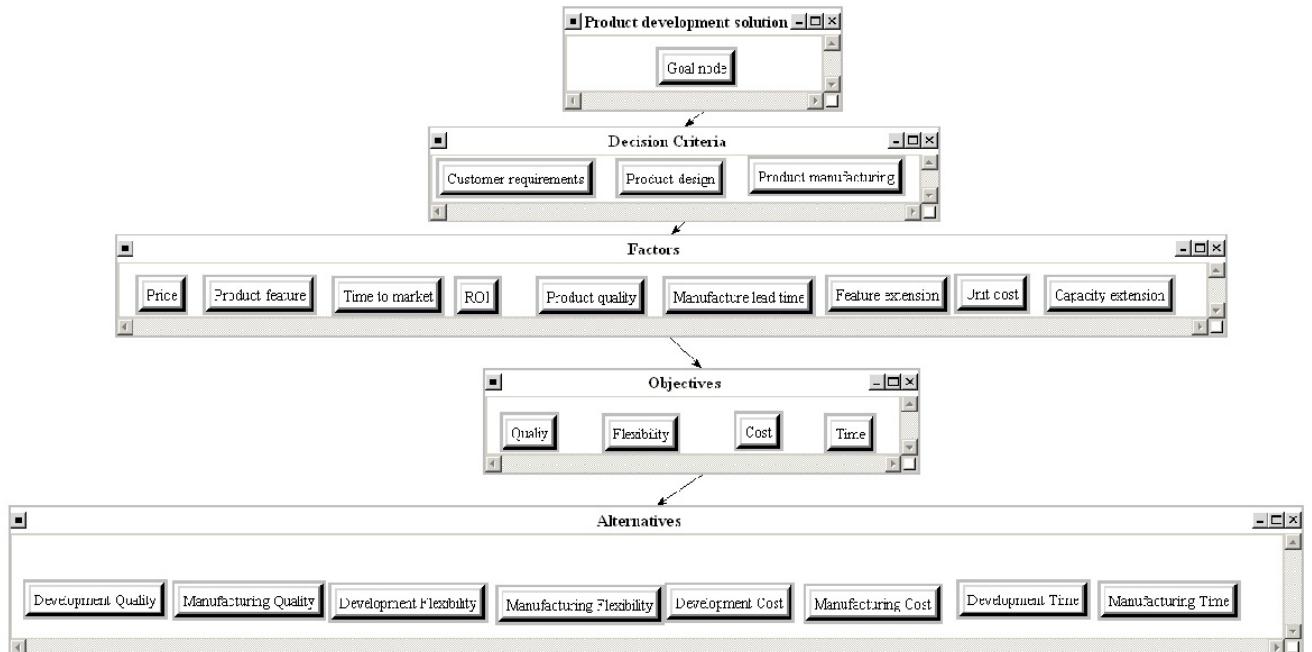 Product development solution
Goal node
Decision Criteria
Customer requirements Product design Product manufacturing
Factors
Price Product feature Time to market ROI Product quality Manufacture lead time Feature extension Unit cost Capacity extension
Objectives
Qualiy Flexibility Cost Time
Alternatives
Development Quality Manufacturing Quality Development Flexibility Manufacturing Flexibility Development Cost Manufacturing Cost Development Time Manufacturing Time